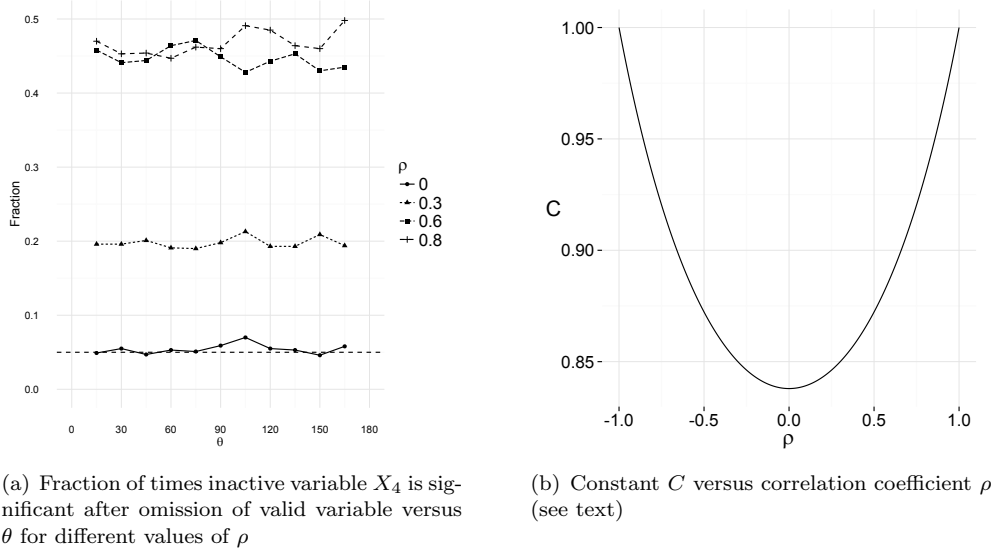 0.5
0.4
0.3
0.2
0.1
0.0
Fraction
0 30 60 90 120 150 180
θ
ρ
0
0.3
0.6
0.8
1.00
0.95
0.90
0.85
C
-1.0 -0.5 0.0 0.5 1.0
ρ
(a) Fraction of times inactive variable X₄ is sig-
nificant after omission of valid variable versus
θ for different values of ρ
(b) Constant C versus correlation coefficient ρ
(see text)